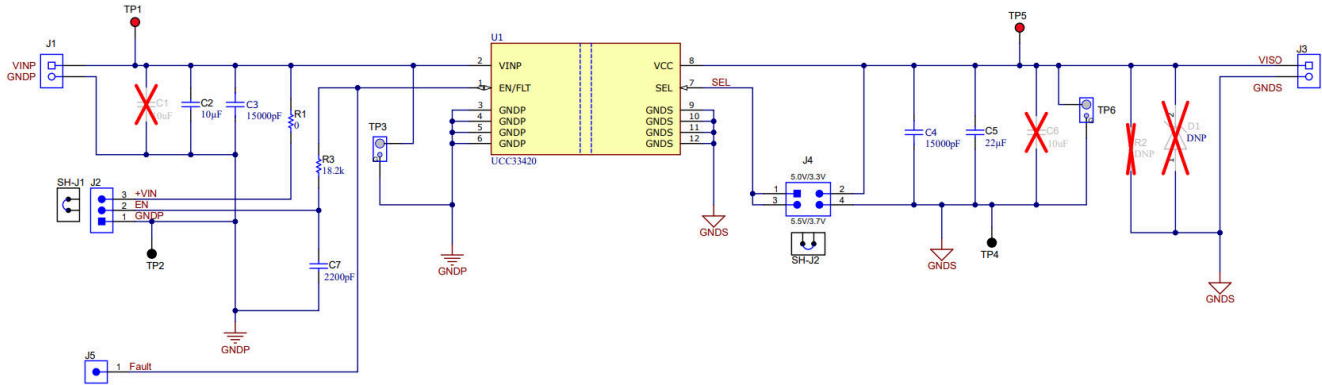 TP1
TP5
J1
U1
J3
VINP
2
VINP
VCC
8
VISO
GNDP
1
EN/FLT
SEL
7
SEL
GNDS
C1
10uF
C2
10µF
C3
15000pF
R1
0
3
GNDP
GNDS
9
4
GNDP
GNDS
10
5
GNDP
GNDS
11
6
GNDP
GNDS
12
UCC33420
TP3
TP6
C4
15000pF
C5
22µF
C6
10uF
R2
DNP
D1
DNP
R3
18.2k
SH-J1
J2
3
+VIN
2
EN
1
GNDP
TP2
J4
5.0V/3.3V
1
2
3
4
5.5V/3.7V
SH-J2
GNDS
GNDS
TP4
GNDP
C7
2200pF
GNDS
GNDP
J5
1
Fault